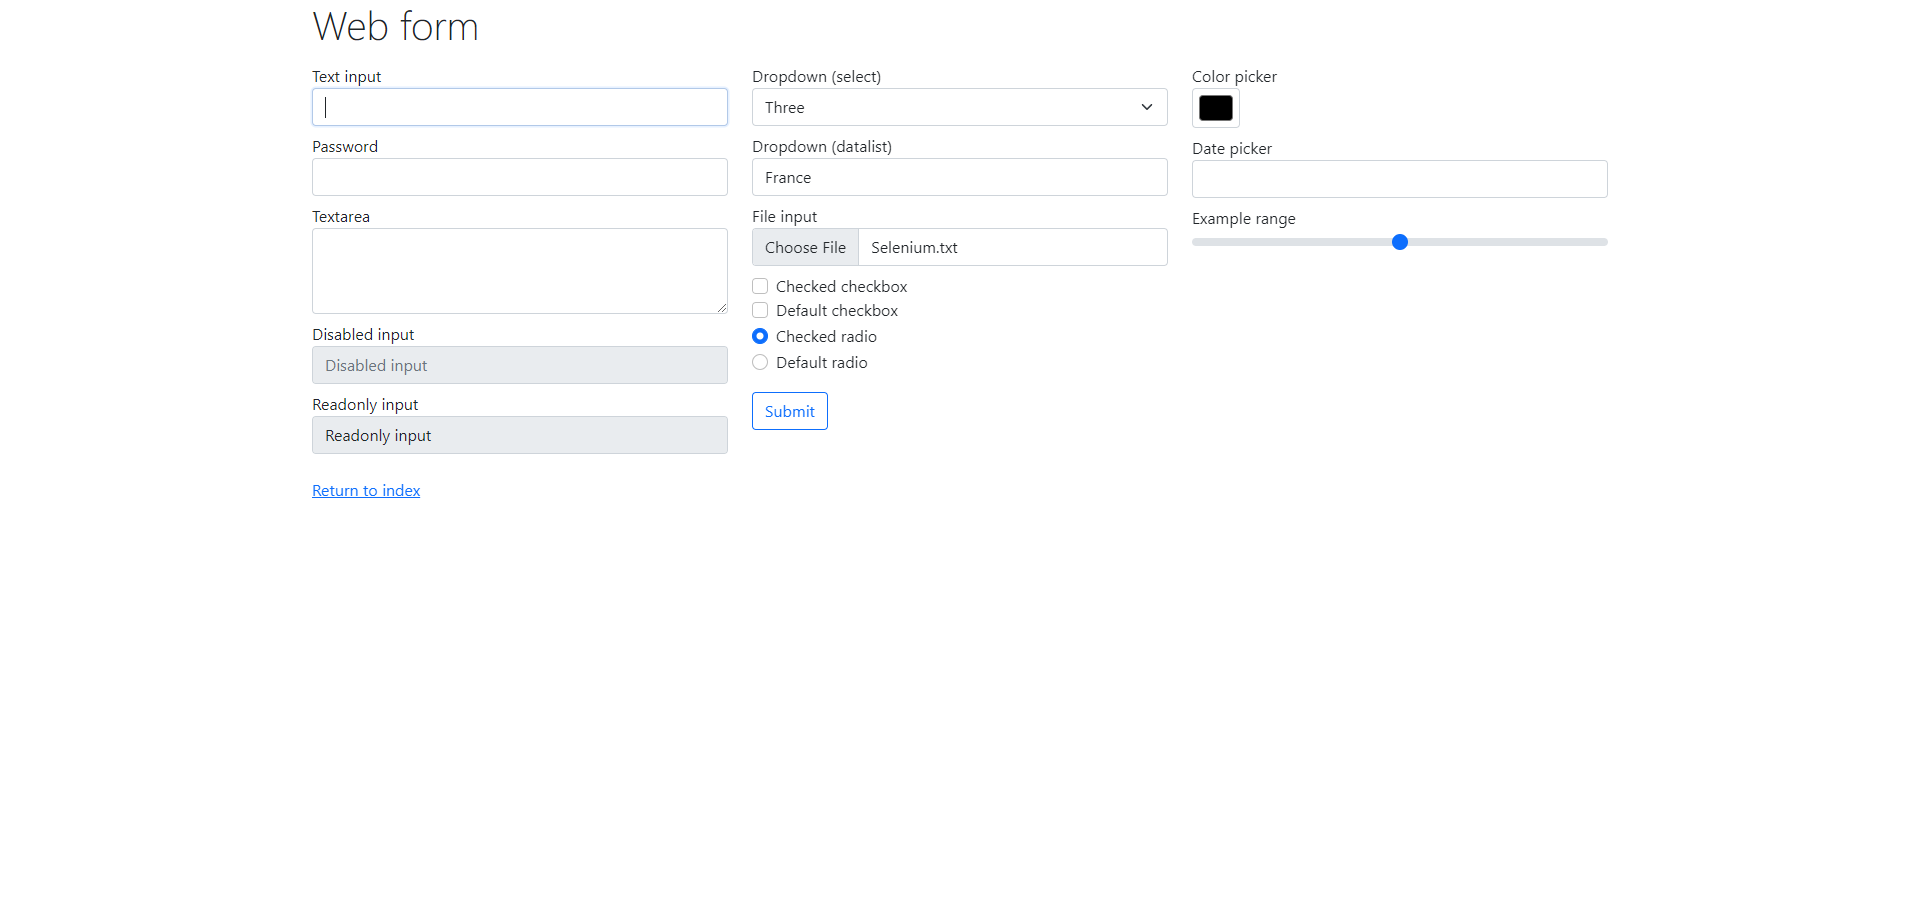 Web form
Text input
Password
Textarea
Disabled input
Disabled input
Readonly input
Readonly input
Return to index
Dropdown (select)
Three
Dropdown (datalist)
France
File input
Choose File Selenium.txt
Checked checkbox
Default checkbox
Checked radio
Default radio
Submit
Color picker
Date picker
Example range